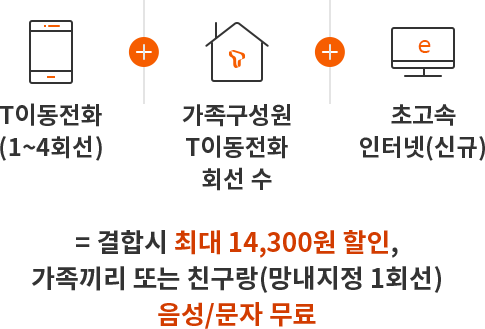 T이동전화
(1~4회선)
가족구성원
T이동전화
회선 수
e
초고속
인터넷(신규)
= 결합시 최대 14,300원 할인,
가족끼리 또는 친구랑(망내지정 1회선)
음성/문자 무료